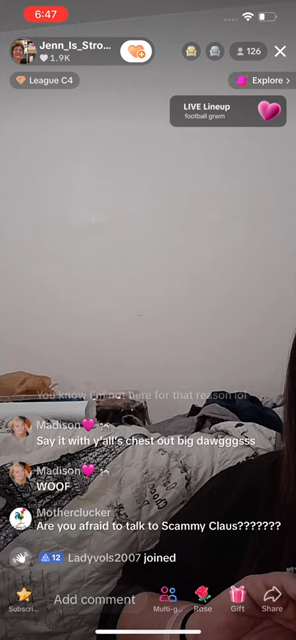 6:47
Jenn_Is_Stro...
1.9K
126
League C4
Explore >
LIVE Lineup
football grwm
You know I'm not here for that reason lol
Madison
Say it with y'all's chest out big dawgggsss
Madison
WOOF
Motherclucker
Are you afraid to talk to Scammy Claus???????
12 Ladyvols2007 joined
Subscri...
Add comment
Multi-g...
Rose
Gift
Share